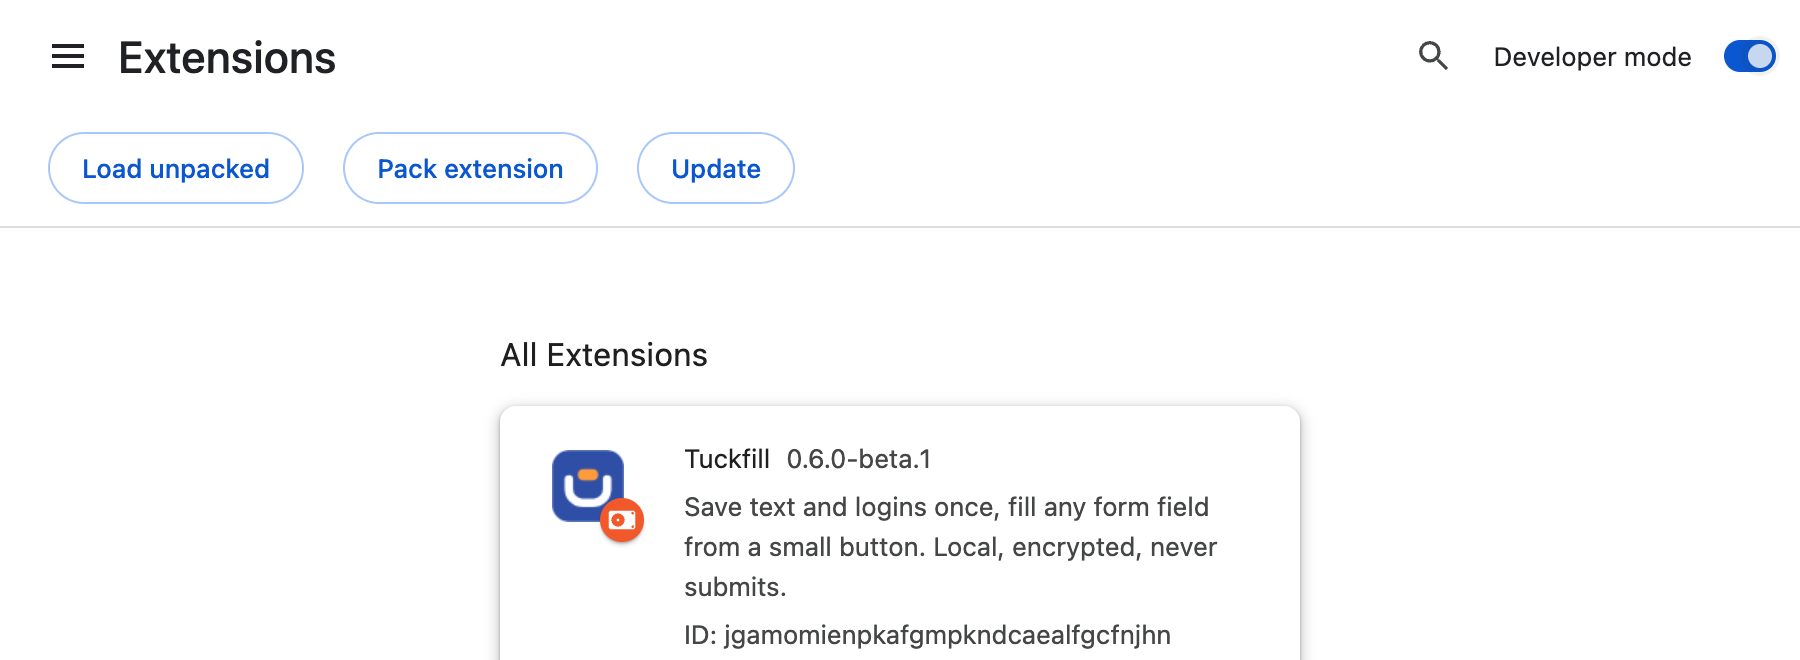 Extensions
Developer mode
Load unpacked
Pack extension
Update
All Extensions
Tuckfill 0.6.0-beta.1
Save text and logins once, fill any form field
from a small button. Local, encrypted, never
submits.
ID: jgamomienpkafgmpkndcaealfgcfnjhn